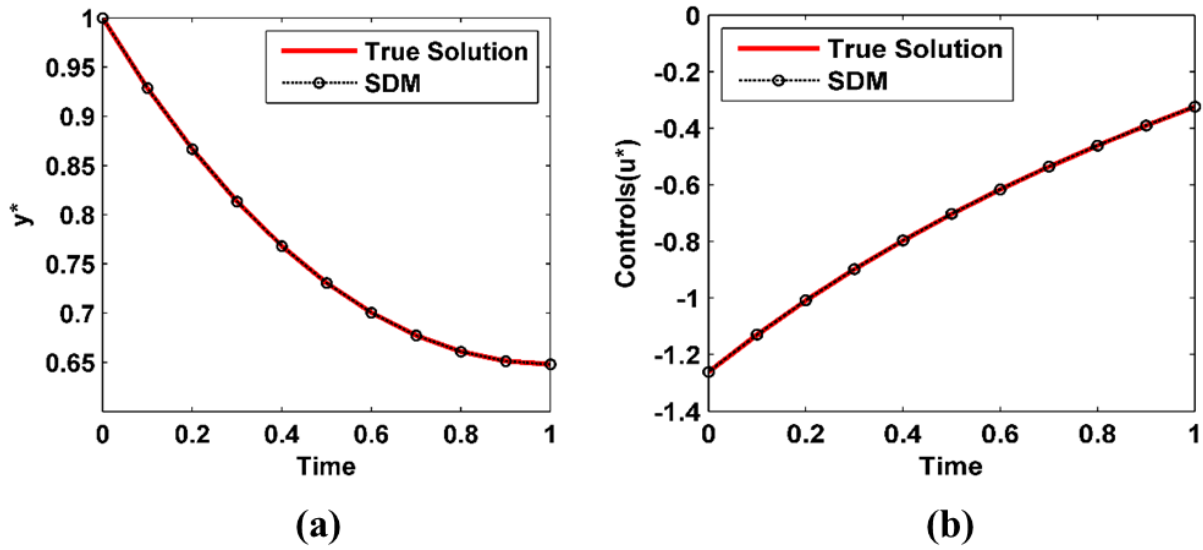 True Solution
SDM
1
0.95
0.9
0.85
0.8
0.75
0.7
0.65
y*
0 0.2 0.4 0.6 0.8 1
Time
(a)
True Solution
SDM
0
-0.2
-0.4
-0.6
-0.8
-1
-1.2
-1.4
Controls(u*)
0 0.2 0.4 0.6 0.8 1
Time
(b)